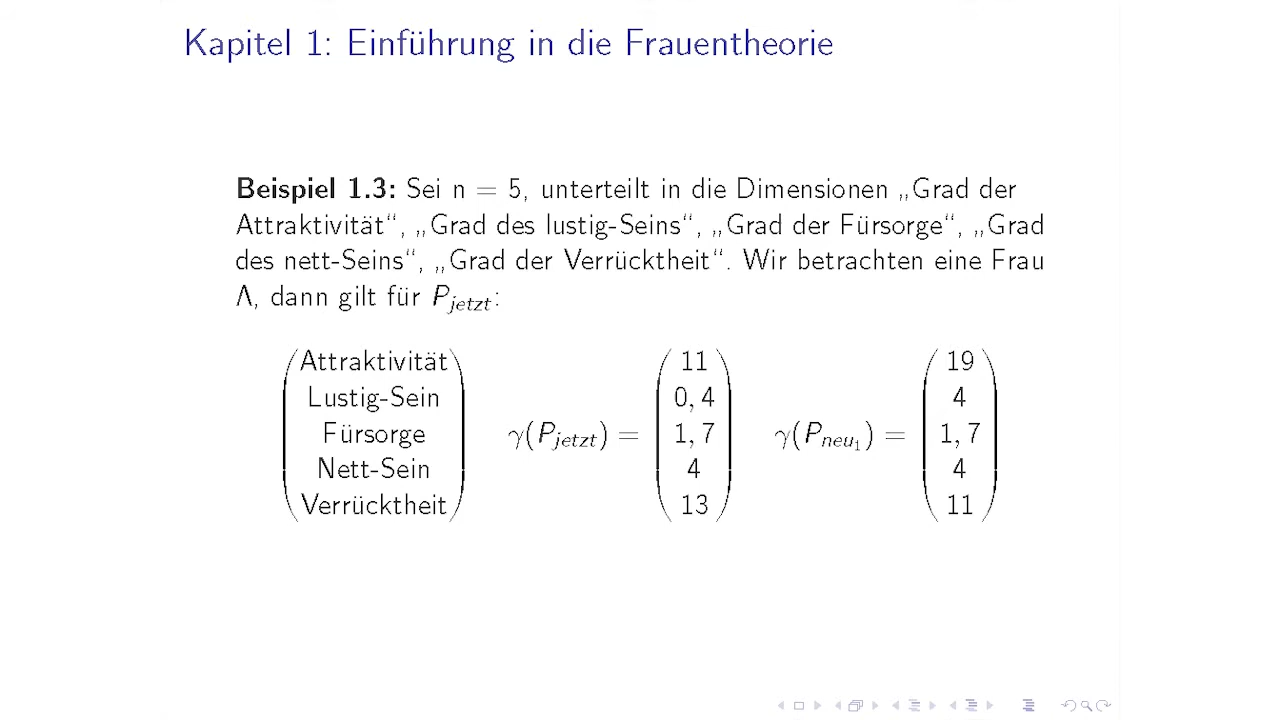 Kapitel 1: Einführung in die Frauentheorie
Beispiel 1.3: Sei n = 5, unterteilt in die Dimensionen „Grad der
Attraktivität“, „Grad des lustig-Seins“, „Grad der Fürsorge“, „Grad
des nett-Seins“, „Grad der Verrücktheit“. Wir betrachten eine Frau
Λ, dann gilt für P_jetzt:
Attraktivität 11 19
Lustig-Sein 0,4 4
Fürsorge γ(P_jetzt) = 1,7 γ(P_neu₁) = 1,7
Nett-Sein 4 4
Verrücktheit 13 11